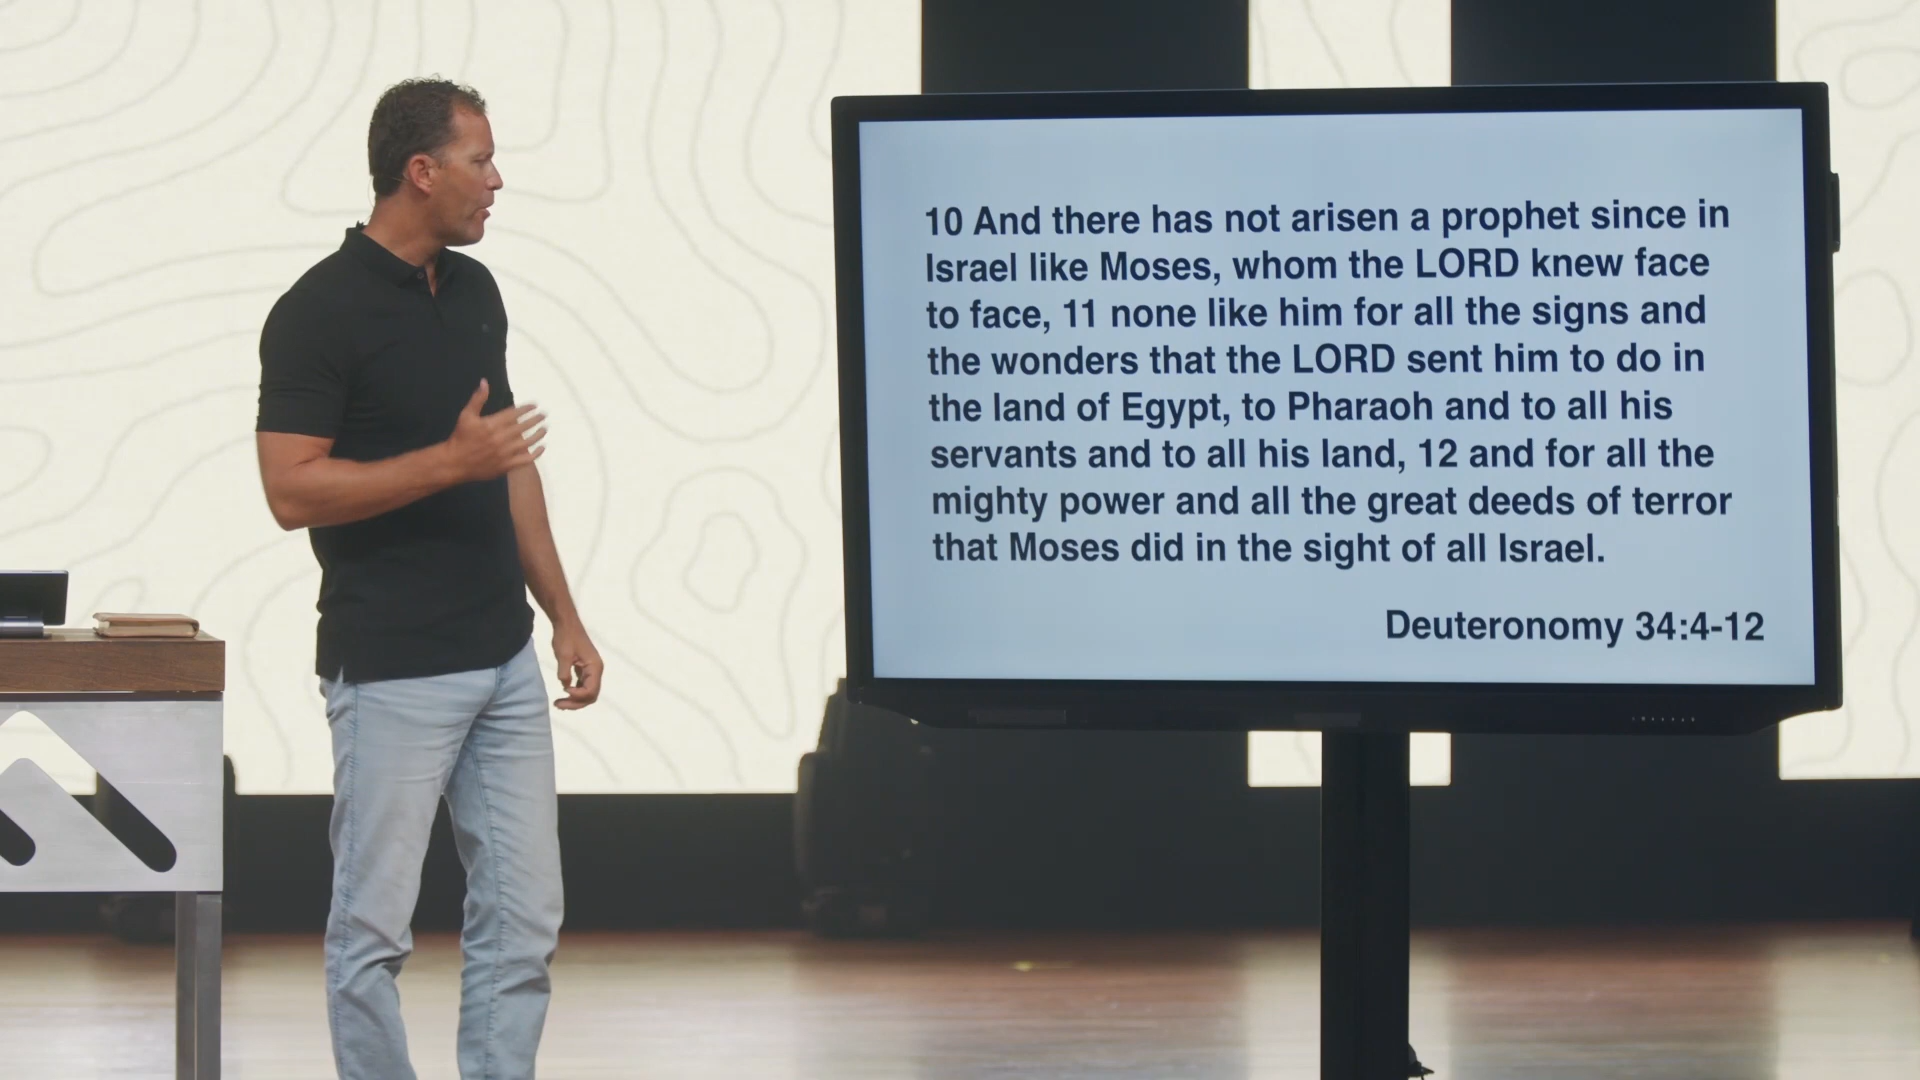 10 And there has not arisen a prophet since in
Israel like Moses, whom the LORD knew face
to face, 11 none like him for all the signs and
the wonders that the LORD sent him to do in
the land of Egypt, to Pharaoh and to all his
servants and to all his land, 12 and for all the
mighty power and all the great deeds of terror
that Moses did in the sight of all Israel.
Deuteronomy 34:4-12